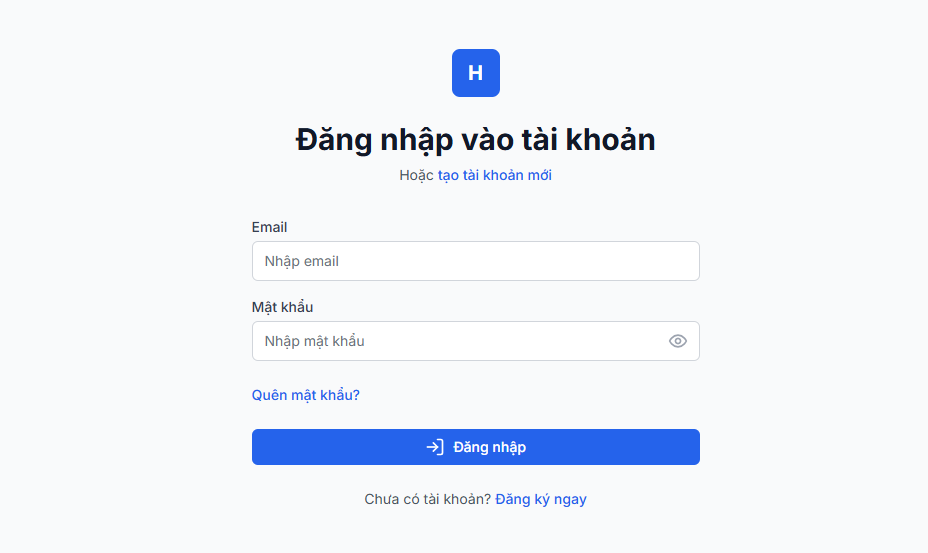 H
Đăng nhập vào tài khoản
Hoặc tạo tài khoản mới
Email
Nhập email
Mật khẩu
Nhập mật khẩu
Quên mật khẩu?
Đăng nhập
Chưa có tài khoản? Đăng ký ngay